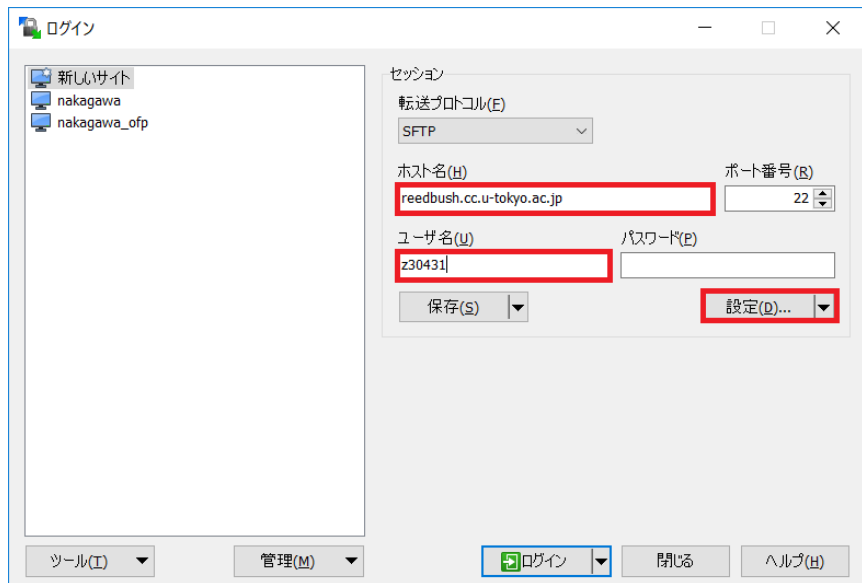 ログイン
新しいサイト
nakagawa
nakagawa_ofp
セッション
転送プロトコル(F)
SFTP
ホスト名(H) ポート番号(R)
reedbush.cc.u-tokyo.ac.jp 22
ユーザ名(U) パスワード(P)
z30431
保存(S) 設定(D)...
ツール(T) 管理(M) ログイン 閉じる ヘルプ(H)